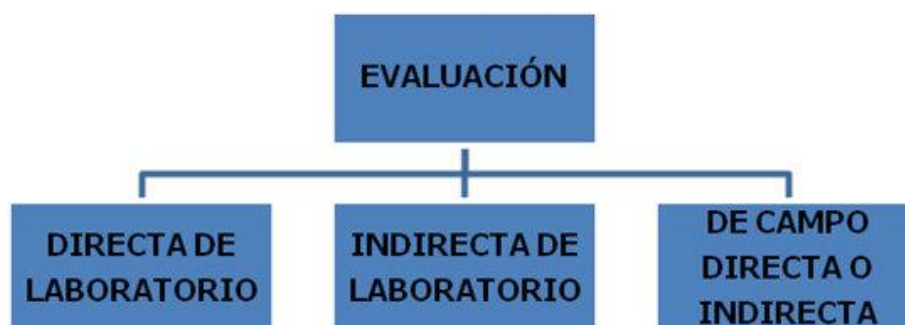 EVALUACIÓN
DIRECTA DE
LABORATORIO
INDIRECTA DE
LABORATORIO
DE CAMPO
DIRECTA O
INDIRECTA